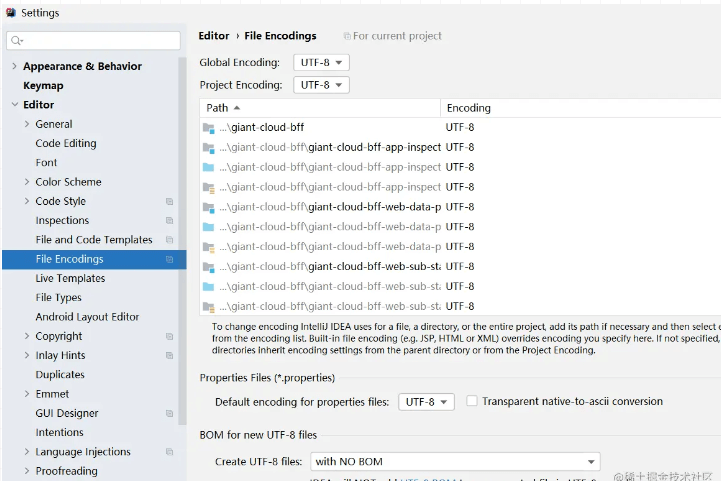 Settings
Appearance & Behavior
Keymap
Editor
General
Code Editing
Font
Color Scheme
Code Style
Inspections
File and Code Templates
File Encodings
Live Templates
File Types
Android Layout Editor
Copyright
Inlay Hints
Duplicates
Emmet
GUI Designer
Intentions
Language Injections
Proofreading
Editor › File Encodings For current project
Global Encoding: UTF-8
Project Encoding: UTF-8
Path Encoding
...\giant-cloud-bff UTF-8
...\giant-cloud-bff\giant-cloud-bff-app-inspect UTF-8
...\giant-cloud-bff\giant-cloud-bff-app-inspect UTF-8
...\giant-cloud-bff\giant-cloud-bff-app-inspect UTF-8
...\giant-cloud-bff\giant-cloud-bff-web-data-p UTF-8
...\giant-cloud-bff\giant-cloud-bff-web-data-p UTF-8
...\giant-cloud-bff\giant-cloud-bff-web-data-p UTF-8
...\giant-cloud-bff\giant-cloud-bff-web-sub-sta UTF-8
...\giant-cloud-bff\giant-cloud-bff-web-sub-sta UTF-8
...\giant-cloud-bff\giant-cloud-bff-web-sub-sta UTF-8
To change encoding IntelliJ IDEA uses for a file, a directory, or the entire project, add its path if necessary and then select e
from the encoding list. Built-in file encoding (e.g. JSP, HTML or XML) overrides encoding you specify here. If not specified,
directories inherit encoding settings from the parent directory or from the Project Encoding.
Properties Files (*.properties)
Default encoding for properties files: UTF-8 Transparent native-to-ascii conversion
BOM for new UTF-8 files
Create UTF-8 files: with NO BOM
@稀土掘金技术社区